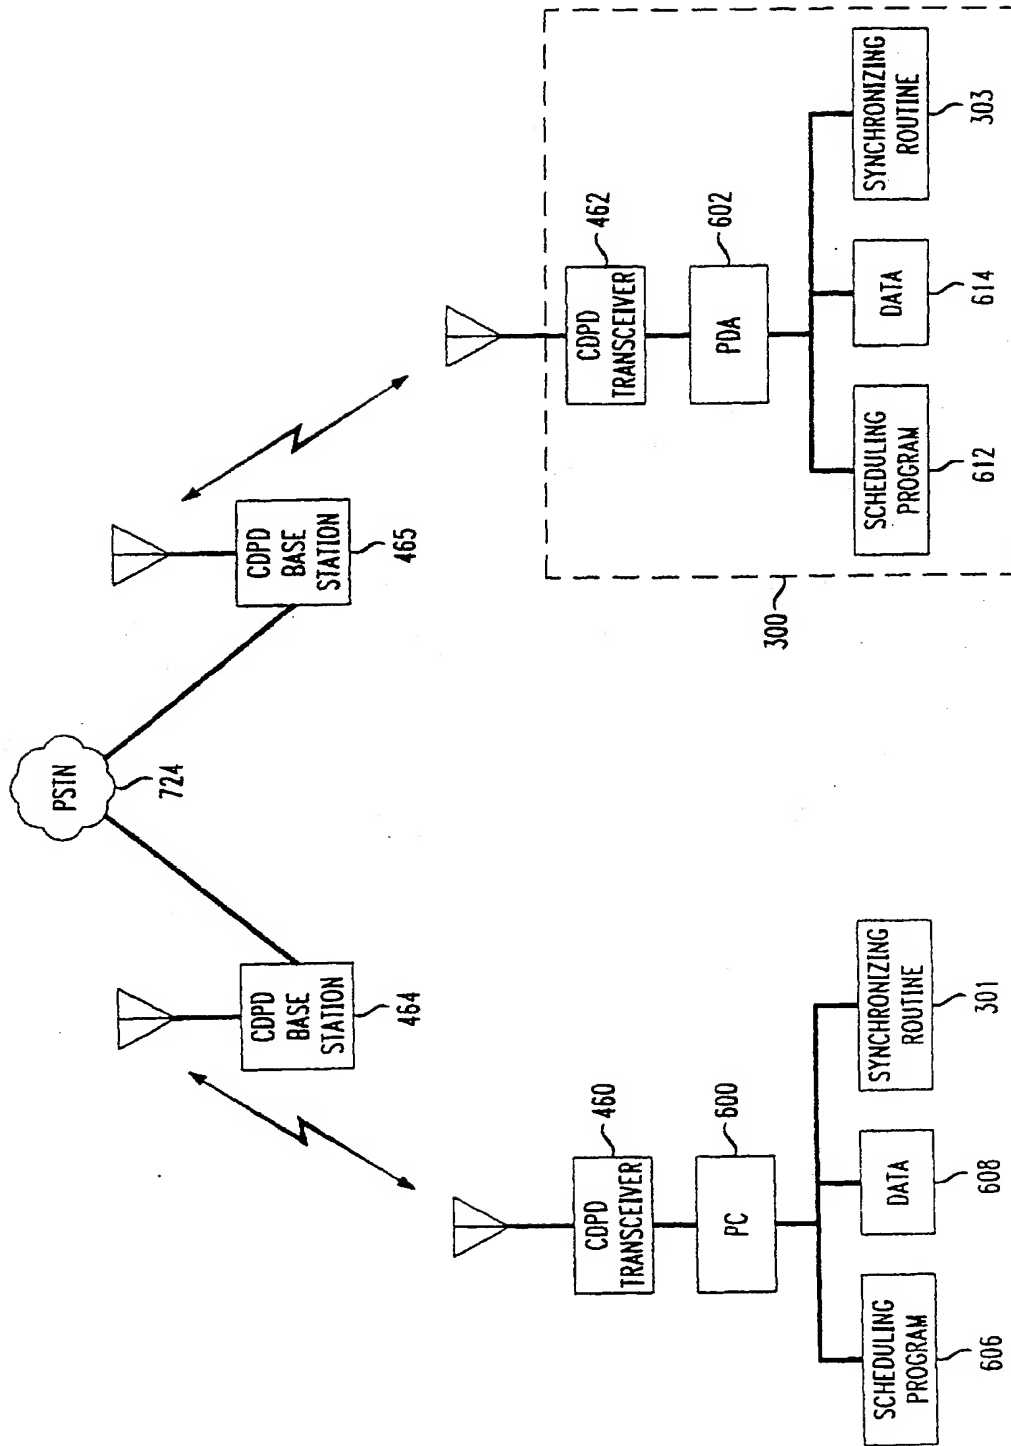 PSTN
724
CDPD
BASE
STATION
464
CDPD
BASE
STATION
465
CDPD
TRANSCEIVER
460
PC
600
SCHEDULING
PROGRAM
606
DATA
608
SYNCHRONIZING
ROUTINE
301
CDPD
TRANSCEIVER
462
PDA
602
SCHEDULING
PROGRAM
612
DATA
614
SYNCHRONIZING
ROUTINE
303
300